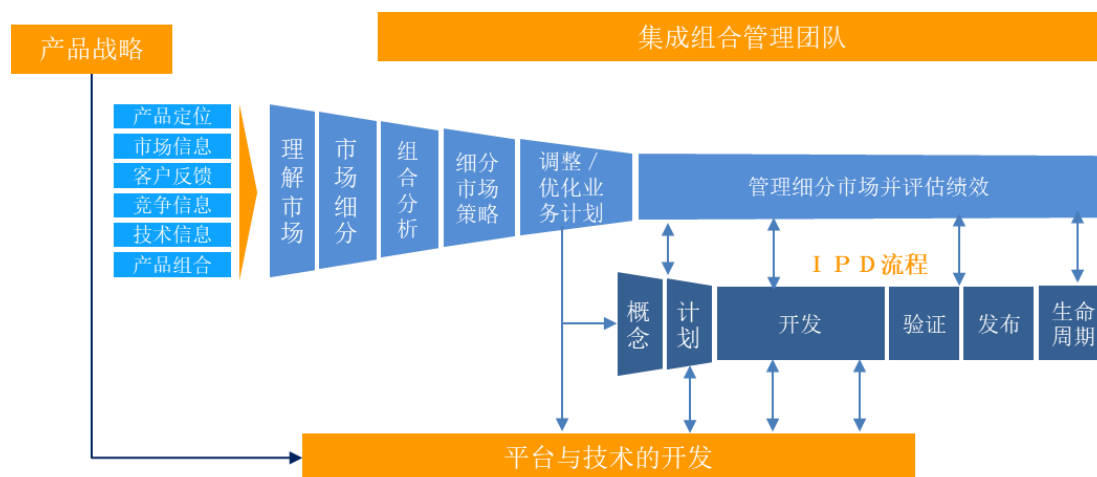 集成组合管理团队
产品战略
产品定位
市场信息
客户反馈
竞争信息
技术信息
产品组合
理解市场
市场细分
组合分析
细分
市场
策略
调整/
优化业
务计划
管理细分市场并评估绩效
IPD流程
概念
计划
开发
验证
发布
生命
周期
平台与技术的开发